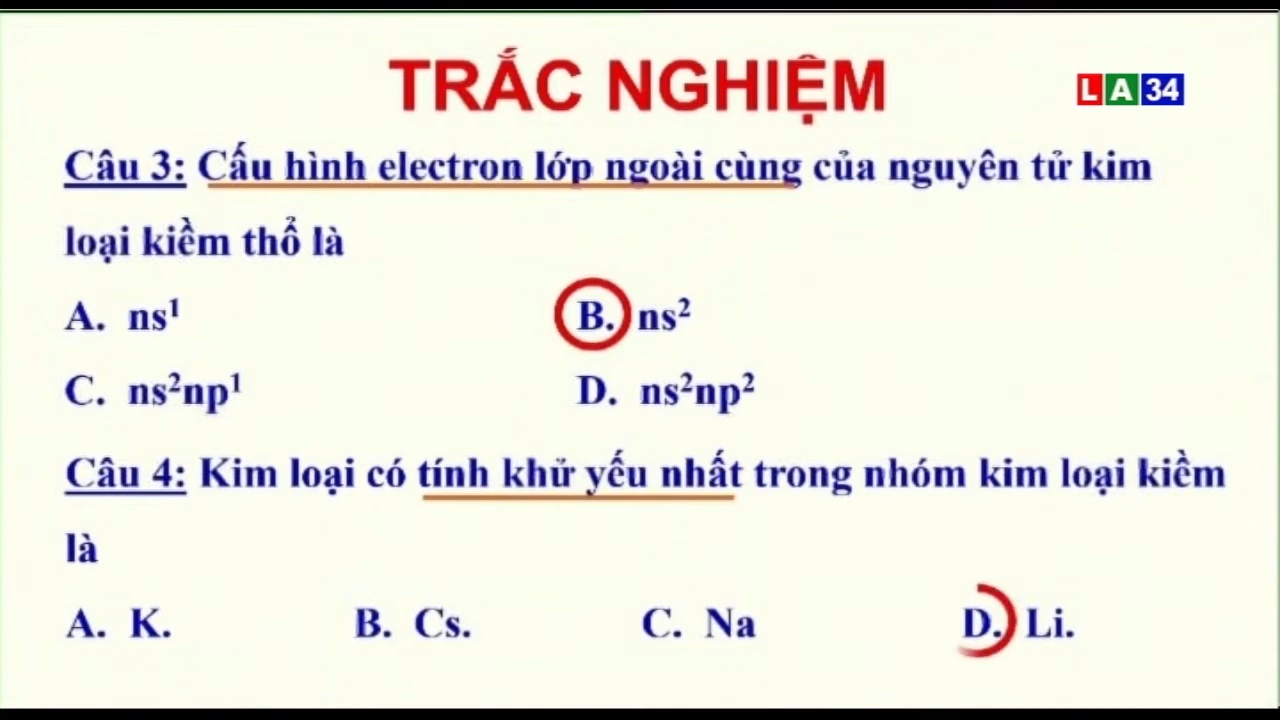 TRẮC NGHIỆM
LA34
Câu 3: Cấu hình electron lớp ngoài cùng của nguyên tử kim
loại kiềm thổ là
A. ns¹ B. ns²
C. ns²np¹ D. ns²np²
Câu 4: Kim loại có tính khử yếu nhất trong nhóm kim loại kiềm
là
A. K. B. Cs. C. Na D. Li.